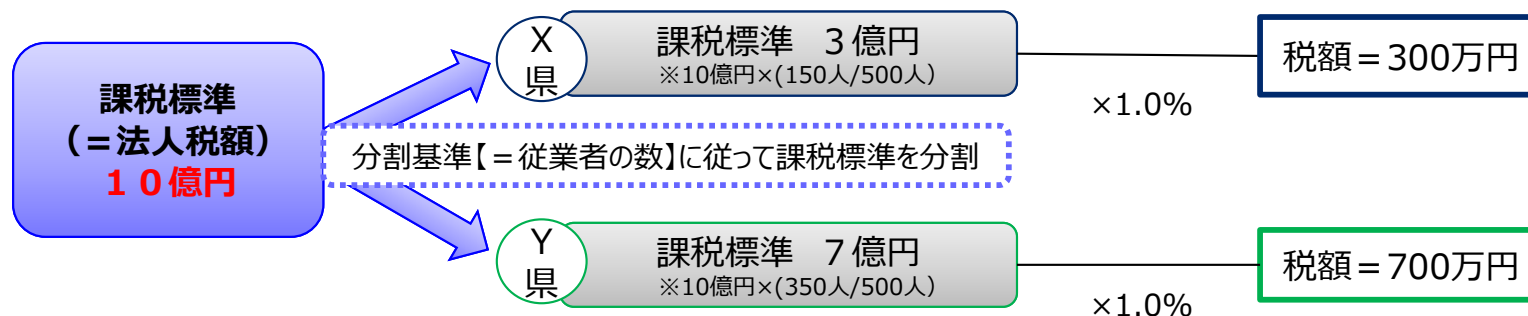 課税標準
(=法人税額)
10億円
X
県
課税標準 3億円
※10億円×(150人/500人)
×1.0%
税額=300万円
分割基準【=従業者の数】に従って課税標準を分割
Y
県
課税標準 7億円
※10億円×(350人/500人)
×1.0%
税額=700万円